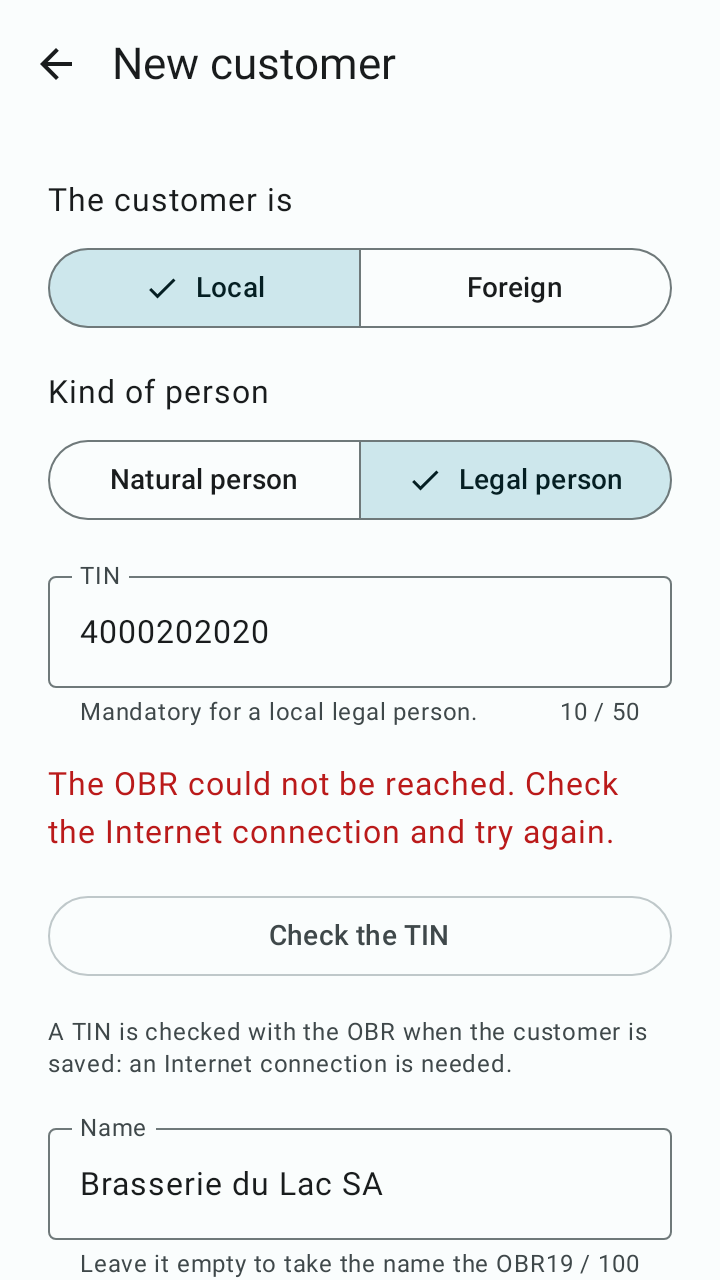 New customer
The customer is
Local
Foreign
Kind of person
Natural person
Legal person
TIN
4000202020
Mandatory for a local legal person.
10 / 50
The OBR could not be reached. Check
the Internet connection and try again.
Check the TIN
A TIN is checked with the OBR when the customer is
saved: an Internet connection is needed.
Name
Brasserie du Lac SA
Leave it empty to take the name the OBR
19 / 100